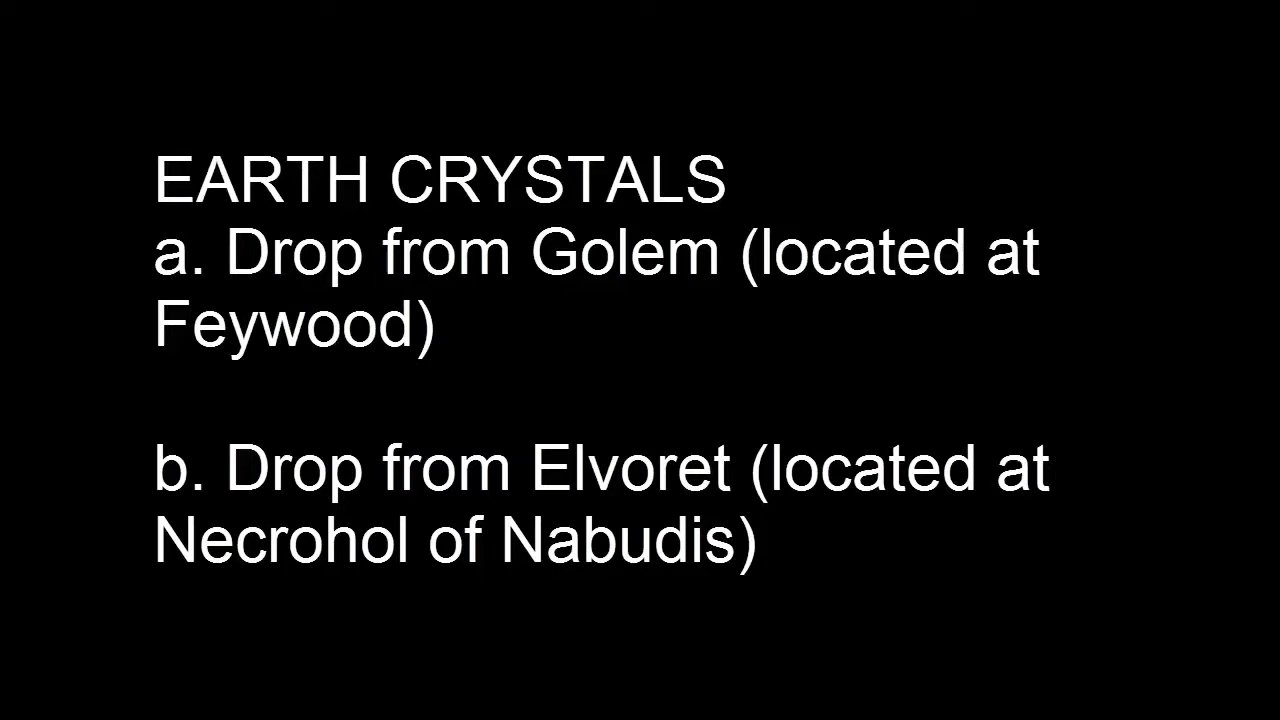 EARTH CRYSTALS
a. Drop from Golem (located at
Feywood)
b. Drop from Elvoret (located at
Necrohol of Nabudis)